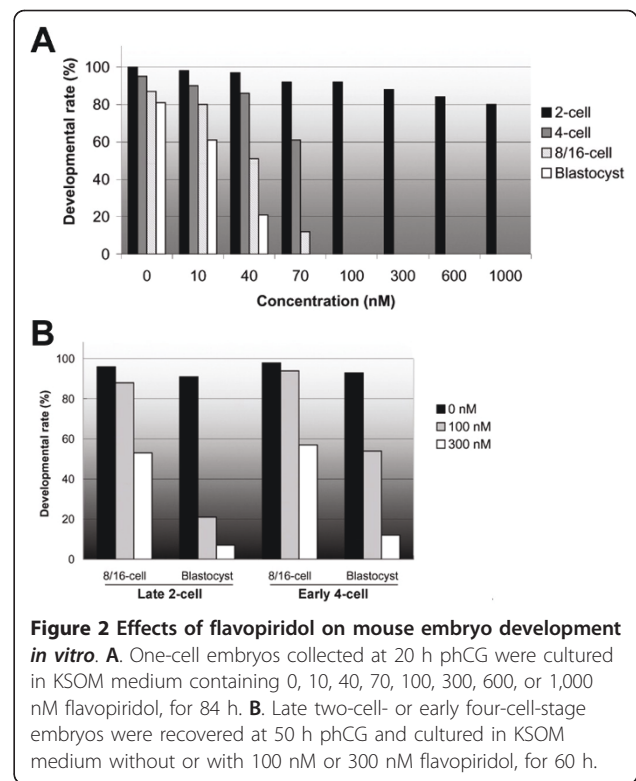 A
Developmental rate (%)
100
80
60
40
20
0
0 10 40 70 100 300 600 1000
Concentration (nM)
2-cell
4-cell
8/16-cell
Blastocyst
B
Developmental rate (%)
100
80
60
40
20
0
8/16-cell Blastocyst 8/16-cell Blastocyst
Late 2-cell Early 4-cell
0 nM
100 nM
300 nM
Figure 2 Effects of flavopiridol on mouse embryo development
in vitro. A. One-cell embryos collected at 20 h phCG were cultured
in KSOM medium containing 0, 10, 40, 70, 100, 300, 600, or 1,000
nM flavopiridol, for 84 h. B. Late two-cell- or early four-cell-stage
embryos were recovered at 50 h phCG and cultured in KSOM
medium without or with 100 nM or 300 nM flavopiridol, for 60 h.